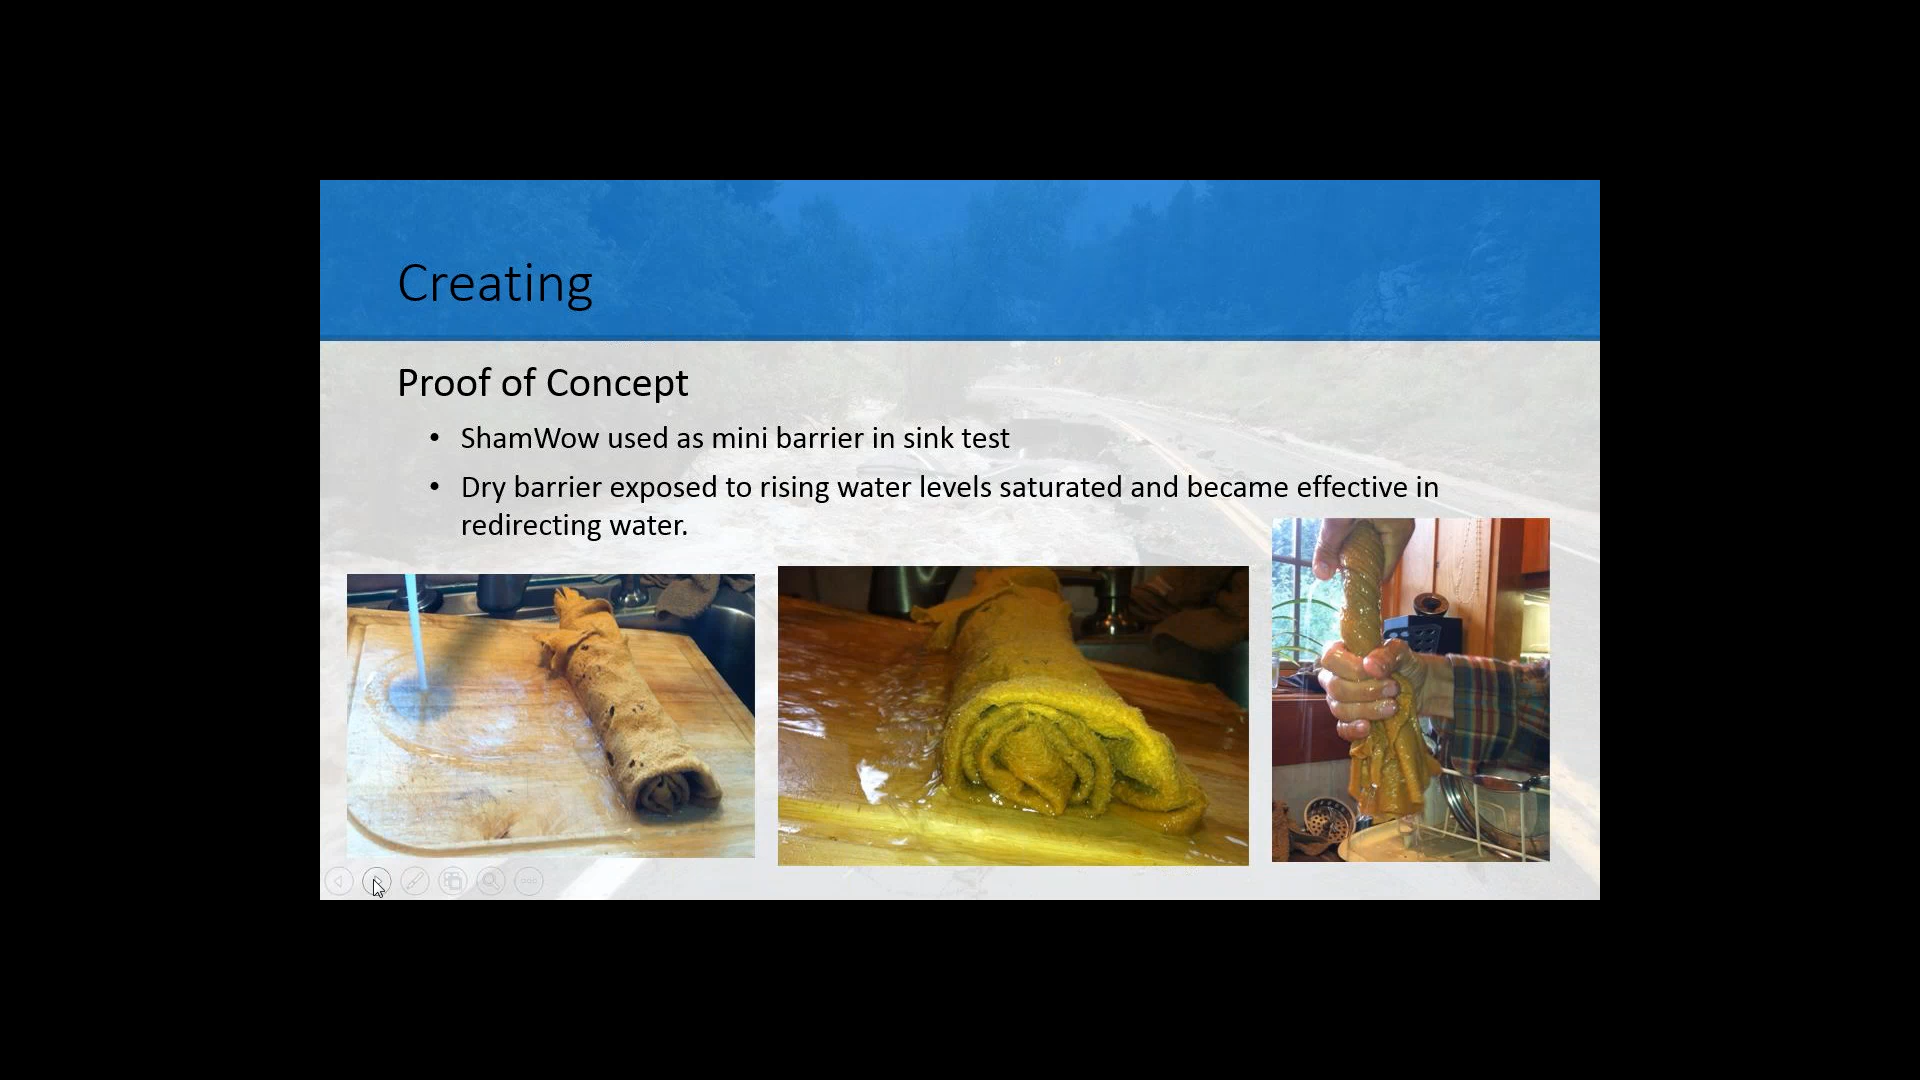 Creating
Proof of Concept
• ShamWow used as mini barrier in sink test
• Dry barrier exposed to rising water levels saturated and became effective in
redirecting water.